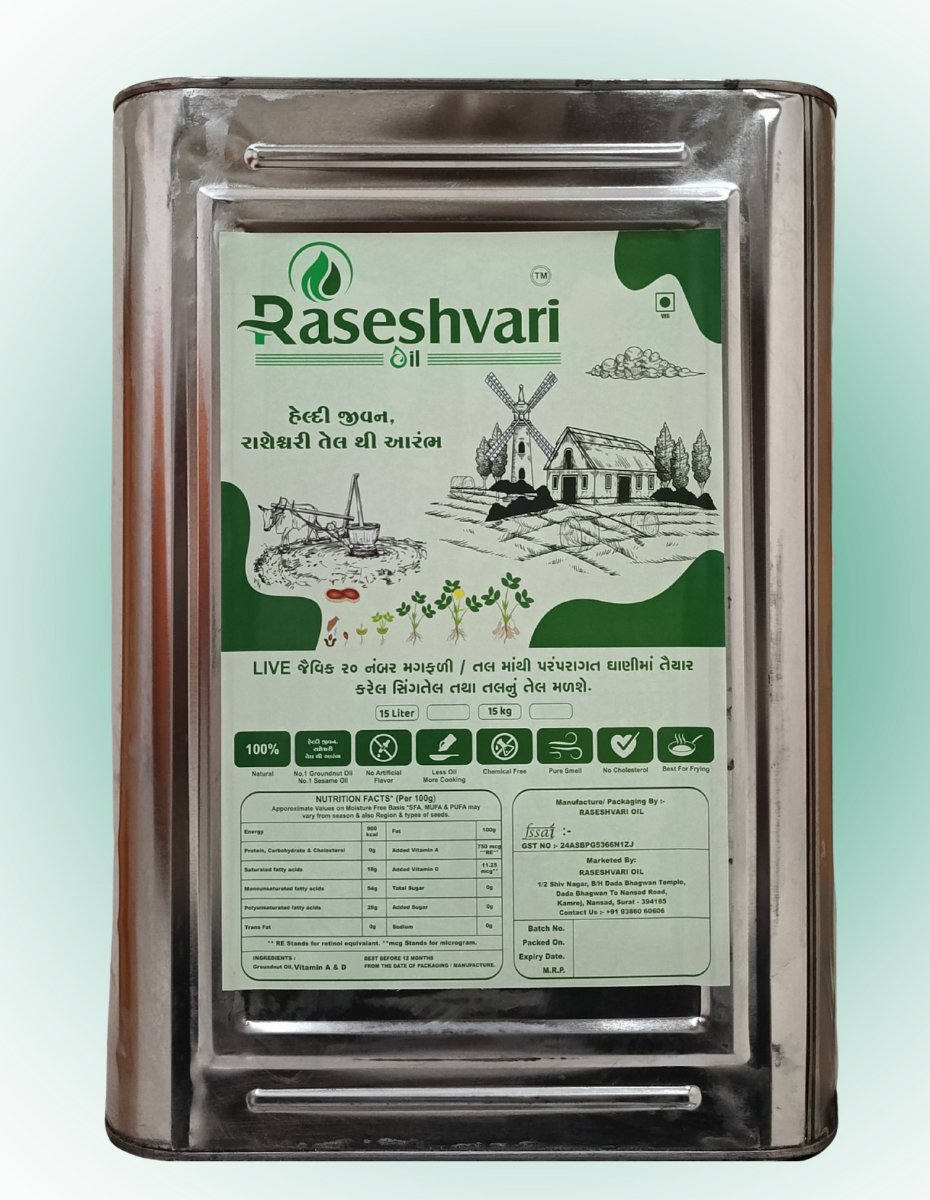 Raseshvari
TM
Oil
VEG
હેલ્દી જીવન,
રાશેશ્વરી તેલ થી આરંભ
LIVE જૈવિક ૨૦ નંબર મગફળી / તલ માંથી પરંપરાગત ઘાણીમાં તૈયાર
કરેલ સિંગતેલ તથા તલનું તેલ મળશે.
15 Liter
15 kg
100%
Natural
હેલ્દી જીવન,
રાશેશ્વરી
તેલ થી આરંભ
No.1 Groundnut Oil
No.1 Sesame Oil
No Artificial
Flavor
Less Oil
More Cooking
Chemical Free
Pure Smell
No Cholesterol
Best For Frying
NUTRITION FACTS* (Per 100g)
Apporoximate Values on Moisture Free Basis *SFA, MUFA & PUFA may
vary from season & also Region & types of seeds.
Energy 900 kcal Fat 100g
Protein, Carbohydrate & Cholesterol 0g Added Vitamin A 750 mcg **RE**
Saturated fatty acids 18g Added Vitamin D 11.25 mcg**
Monounsaturated fatty acids 54g Total Sugar 0g
Polyunsaturated fatty acids 28g Added Sugar 0g
Trans Fat 0g Sodium 0g
** RE Stands for retinol equivalant. **mcg Stands for microgram.
INGREDIENTS :
Groundnut Oil, Vitamin A & D
BEST BEFORE 12 MONTHS
FROM THE DATE OF PACKAGING / MANUFACTURE.
Manufacture/ Packaging By :-
RASESHVARI OIL
fssai :-
GST NO :- 24ASBPG5366N1ZJ
Marketed By:
RASESHVARI OIL
1/2 Shiv Nagar, B/H Dada Bhagwan Temple,
Dada Bhagwan To Nansad Road,
Kamrej, Nansad, Surat - 394185
Contact Us :- +91 93860 60606
Batch No.
Packed On.
Expiry Date.
M.R.P.